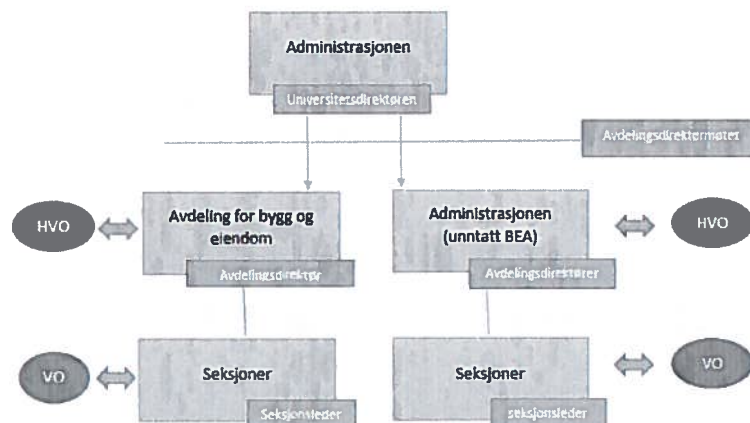 Administrasjonen
Universitetsdirektøren
Avdelingsdirektørmøtet
HVO
Avdeling for bygg og
eiendom
Avdelingsdirektør
Administrasjonen
(unntatt BEA)
Avdelingsdirektører
HVO
VO
Seksjoner
Seksjonsleder
Seksjoner
seksjonsleder
VO